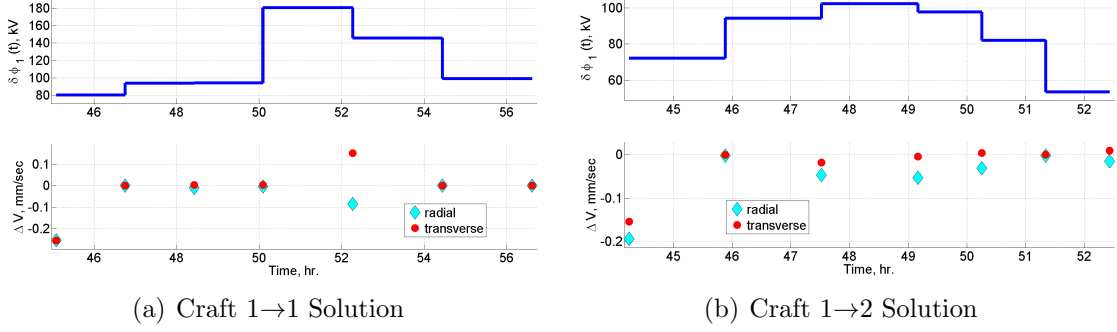 δ ϕ 1 (t), kV
180
160
140
120
100
80
46 48 50 52 54 56
Δ V, mm/sec
0.1
0
-0.1
-0.2
radial
transverse
46 48 50 52 54 56
Time, hr.
(a) Craft 1→1 Solution
δ ϕ 1 (t), kV
100
80
60
45 46 47 48 49 50 51 52
Δ V, mm/sec
0
-0.1
-0.2
radial
transverse
45 46 47 48 49 50 51 52
Time, hr.
(b) Craft 1→2 Solution